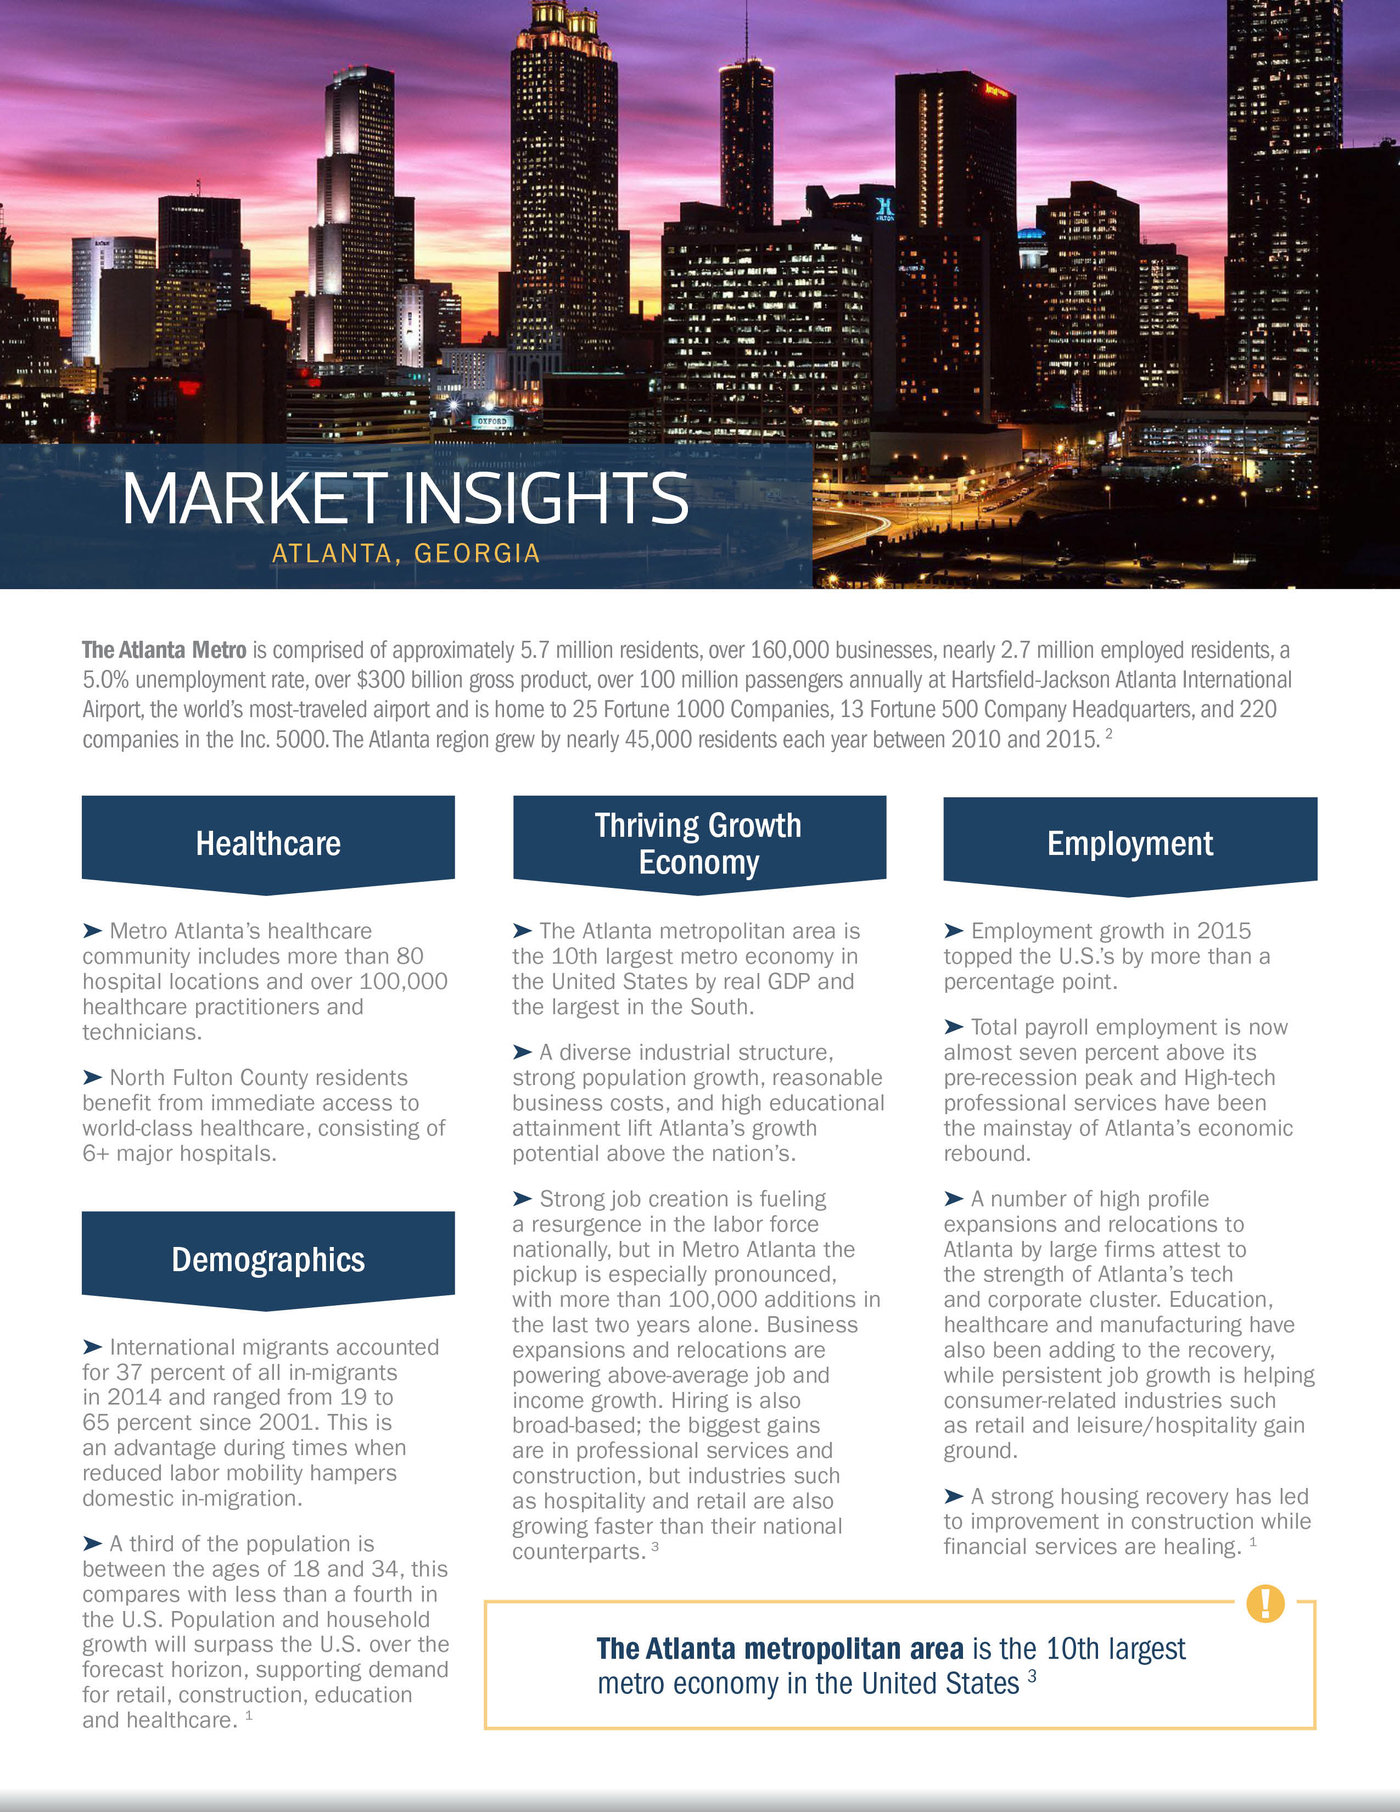 OXFORD
MARKET INSIGHTS
ATLANTA, GEORGIA
The Atlanta Metro is comprised of approximately 5.7 million residents, over 160,000 businesses, nearly 2.7 million employed residents, a
5.0% unemployment rate, over $300 billion gross product, over 100 million passengers annually at Hartsfield-Jackson Atlanta International
Airport, the world's most-traveled airport and is home to 25 Fortune 1000 Companies, 13 Fortune 500 Company Headquarters, and 220
companies in the Inc. 5000. The Atlanta region grew by nearly 45,000 residents each year between 2010 and 2015. 2
Healthcare
➤ Metro Atlanta's healthcare
community includes more than 80
hospital locations and over 100,000
healthcare practitioners and
technicians.
➤ North Fulton County residents
benefit from immediate access to
world-class healthcare, consisting of
6+ major hospitals.
Demographics
➤ International migrants accounted
for 37 percent of all in-migrants
in 2014 and ranged from 19 to
65 percent since 2001. This is
an advantage during times when
reduced labor mobility hampers
domestic in-migration.
➤ A third of the population is
between the ages of 18 and 34, this
compares with less than a fourth in
the U.S. Population and household
growth will surpass the U.S. over the
forecast horizon, supporting demand
for retail, construction, education
and healthcare. 1
Thriving Growth
Economy
➤ The Atlanta metropolitan area is
the 10th largest metro economy in
the United States by real GDP and
the largest in the South.
➤ A diverse industrial structure,
strong population growth, reasonable
business costs, and high educational
attainment lift Atlanta's growth
potential above the nation's.
➤ Strong job creation is fueling
a resurgence in the labor force
nationally, but in Metro Atlanta the
pickup is especially pronounced,
with more than 100,000 additions in
the last two years alone. Business
expansions and relocations are
powering above-average job and
income growth. Hiring is also
broad-based; the biggest gains
are in professional services and
construction, but industries such
as hospitality and retail are also
growing faster than their national
counterparts. 3
Employment
➤ Employment growth in 2015
topped the U.S.'s by more than a
percentage point.
➤ Total payroll employment is now
almost seven percent above its
pre-recession peak and High-tech
professional services have been
the mainstay of Atlanta's economic
rebound.
➤ A number of high profile
expansions and relocations to
Atlanta by large firms attest to
the strength of Atlanta's tech
and corporate cluster. Education,
healthcare and manufacturing have
also been adding to the recovery,
while persistent job growth is helping
consumer-related industries such
as retail and leisure/hospitality gain
ground.
➤ A strong housing recovery has led
to improvement in construction while
financial services are healing. 1
!
The Atlanta metropolitan area is the 10th largest
metro economy in the United States 3